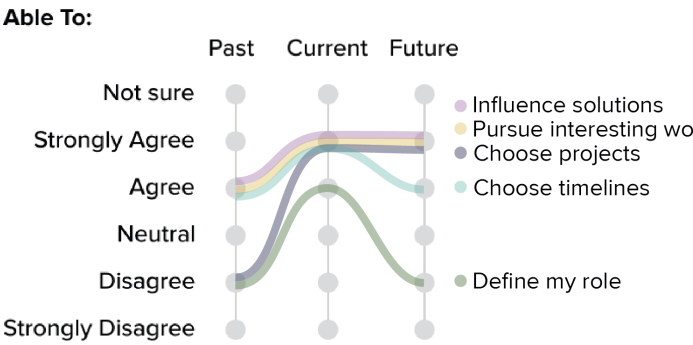 Able To:
Past Current Future
Not sure
Strongly Agree
Agree
Neutral
Disagree
Strongly Disagree
Influence solutions
Pursue interesting wo
Choose projects
Choose timelines
Define my role